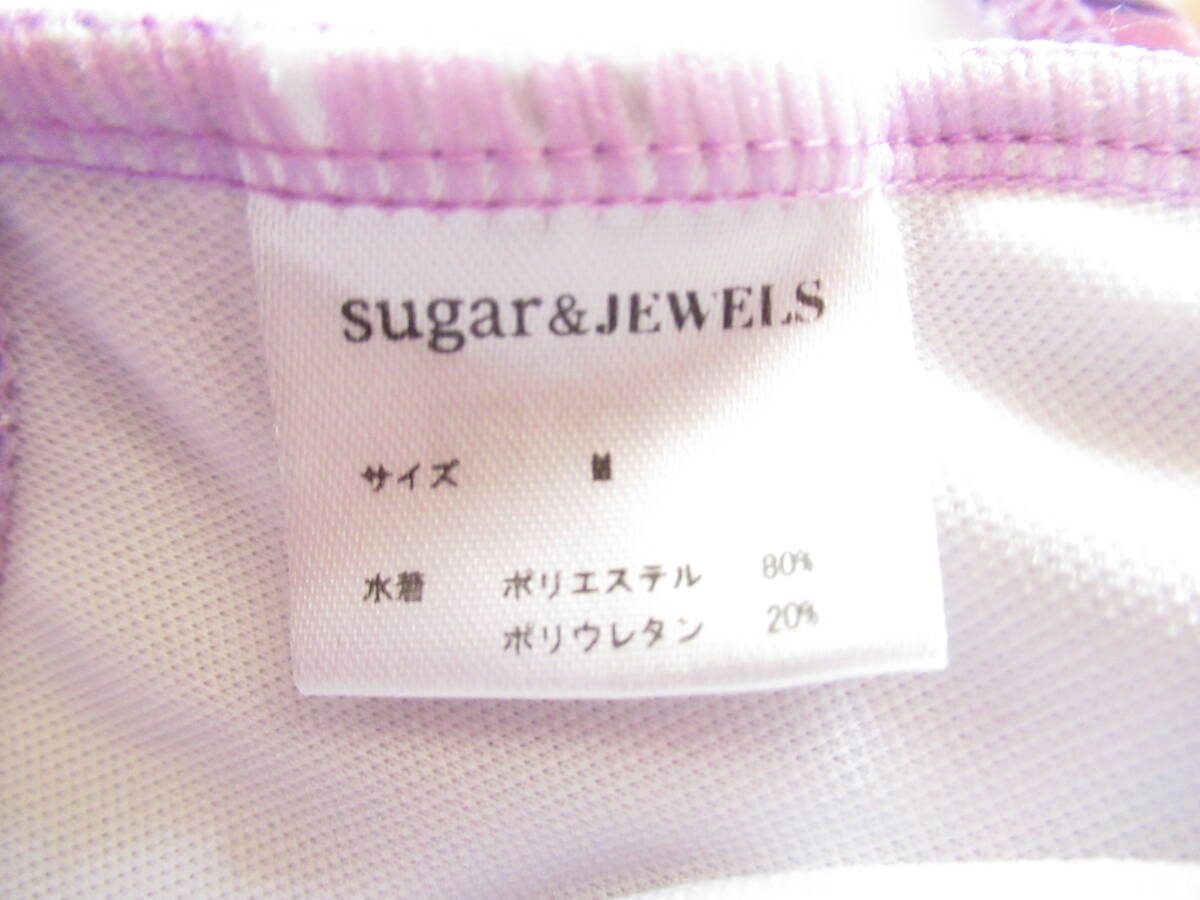 sugar&JEWELS
サイズ
水着 ポリエステル 80%
ポリウレタン 20%